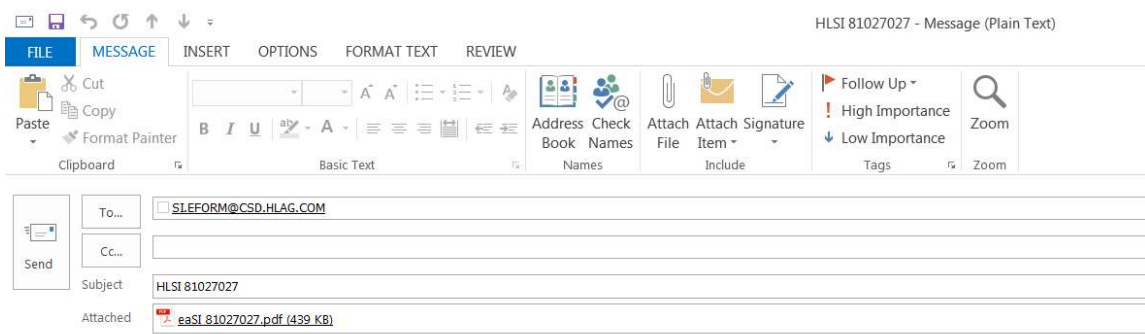 HLSI 81027027 - Message (Plain Text)
FILE MESSAGE INSERT OPTIONS FORMAT TEXT REVIEW
Cut
Copy
Format Painter
Paste
Clipboard
B I U A
Basic Text
Address Book
Check Names
Names
Attach File
Attach Item
Signature
Include
Follow Up
High Importance
Low Importance
Tags
Zoom
Zoom
Send
To...
SI.EFORM@CSD.HLAG.COM
Cc...
Subject HLSI 81027027
Attached eaSI 81027027.pdf (439 KB)